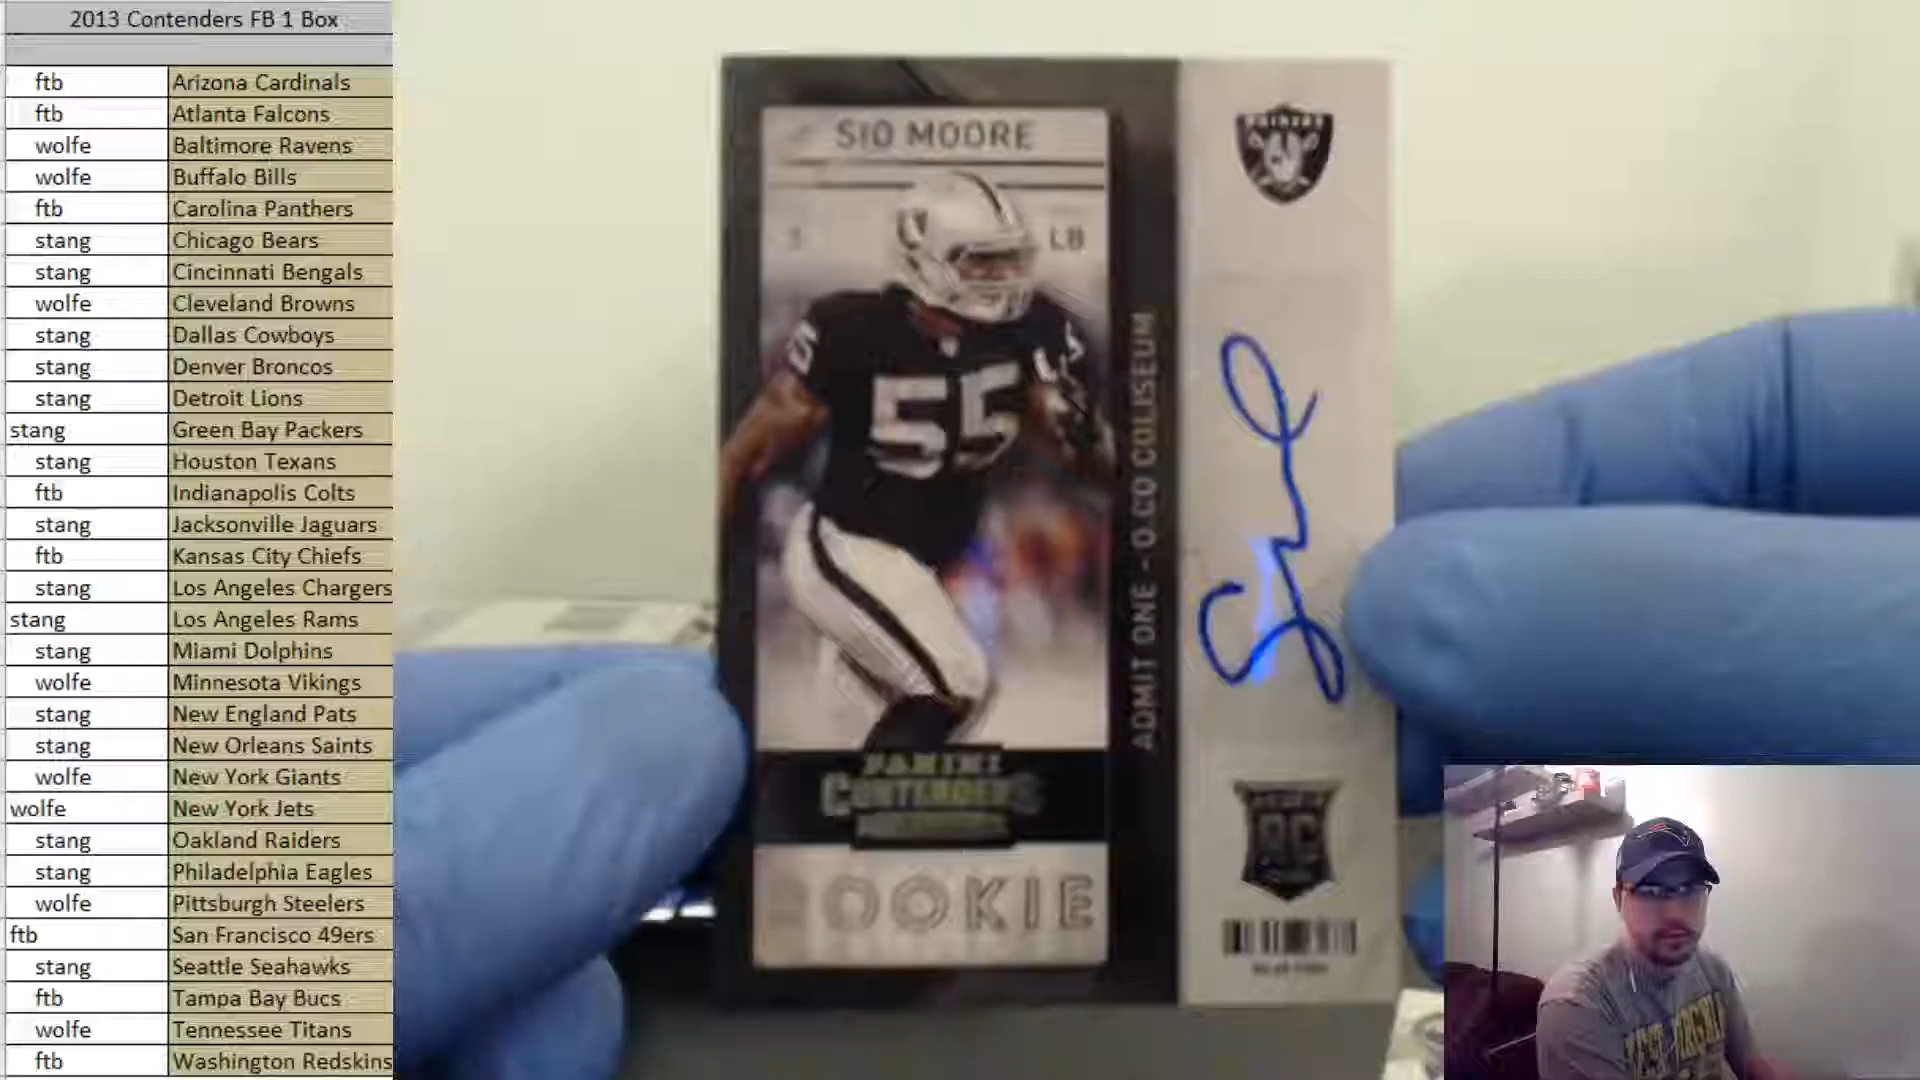 2013 Contenders FB 1 Box
ftb Arizona Cardinals
ftb Atlanta Falcons
wolfe Baltimore Ravens
wolfe Buffalo Bills
ftb Carolina Panthers
stang Chicago Bears
stang Cincinnati Bengals
wolfe Cleveland Browns
stang Dallas Cowboys
stang Denver Broncos
stang Detroit Lions
stang Green Bay Packers
stang Houston Texans
ftb Indianapolis Colts
stang Jacksonville Jaguars
ftb Kansas City Chiefs
stang Los Angeles Chargers
stang Los Angeles Rams
stang Miami Dolphins
wolfe Minnesota Vikings
stang New England Pats
stang New Orleans Saints
wolfe New York Giants
wolfe New York Jets
stang Oakland Raiders
stang Philadelphia Eagles
wolfe Pittsburgh Steelers
ftb San Francisco 49ers
stang Seattle Seahawks
ftb Tampa Bay Bucs
wolfe Tennessee Titans
ftb Washington Redskins
SIO MOORE
LB
55
PANINI
CONTENDERS
ROOKIE
ADMIT ONE - O.CO COLISEUM
RAIDERS
RC